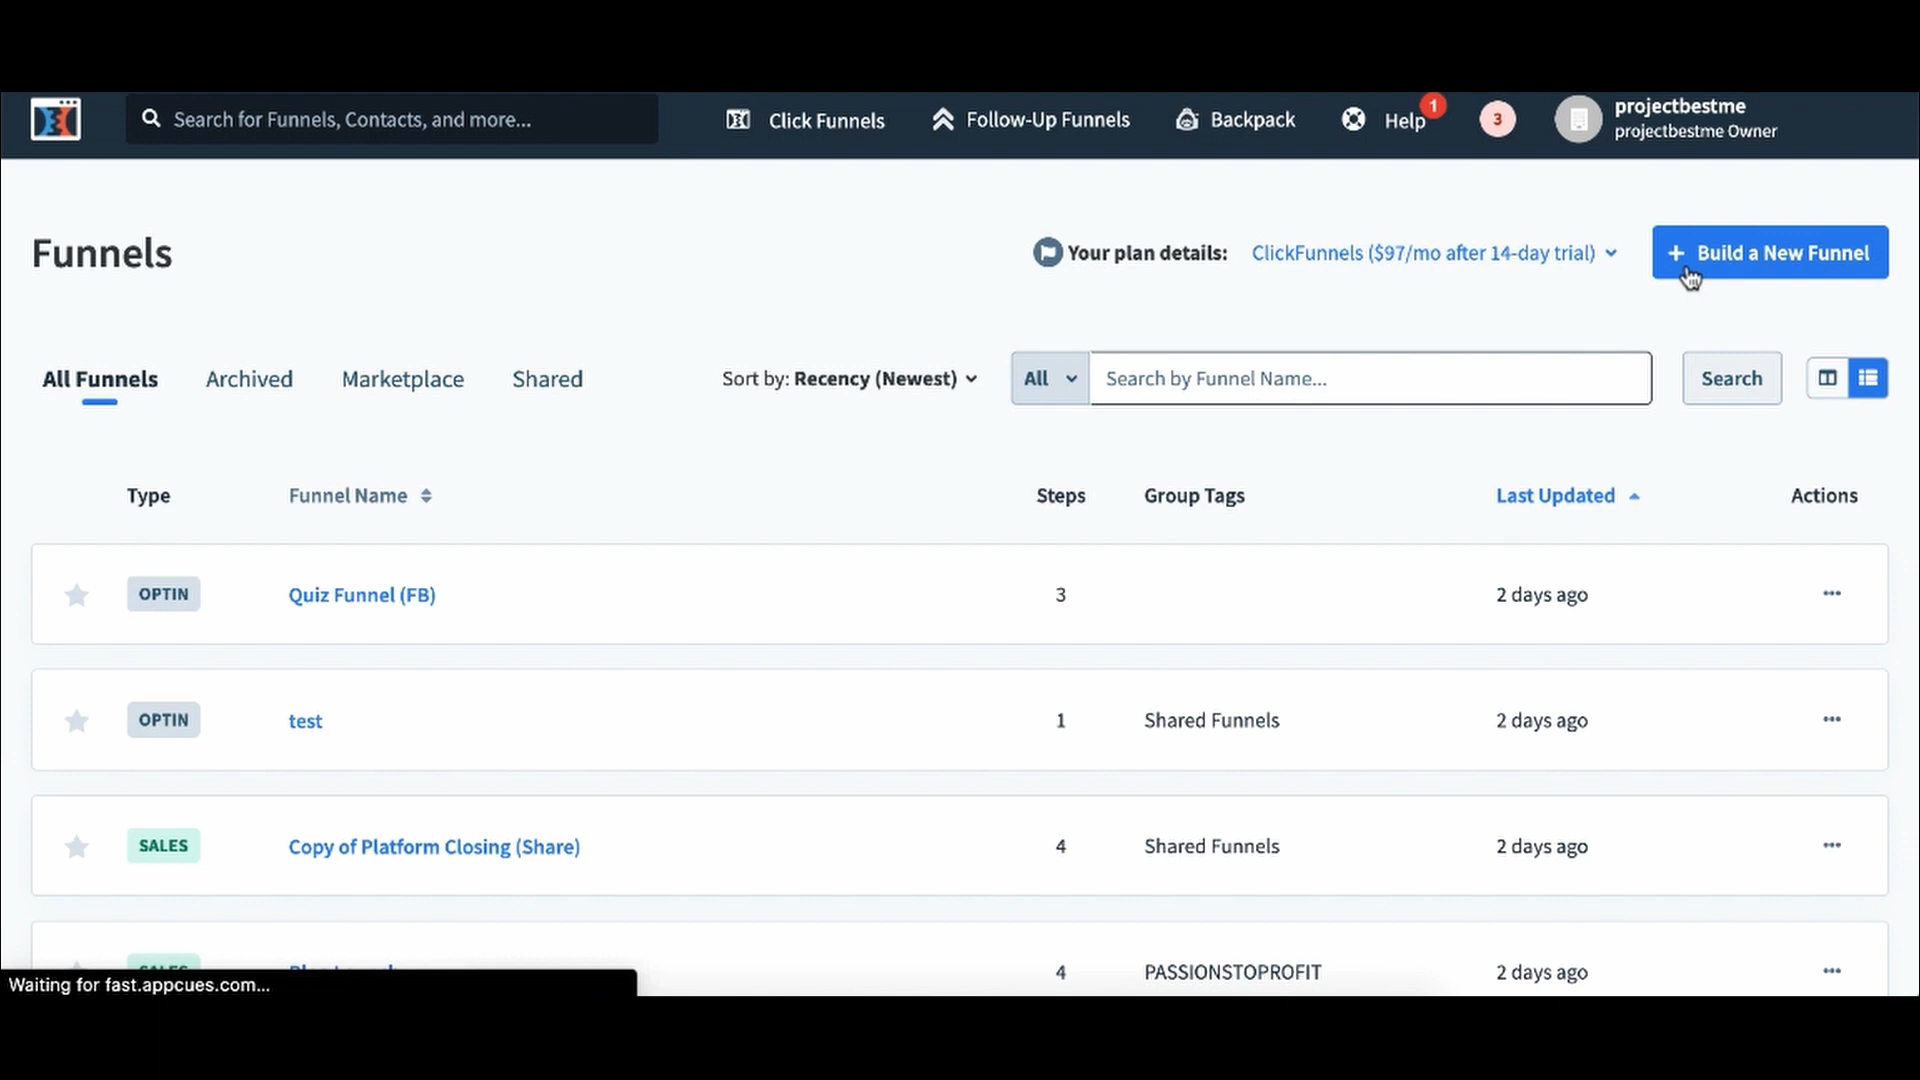 Search for Funnels, Contacts, and more...
Click Funnels
Follow-Up Funnels
Backpack
Help
1
3
projectbestme
projectbestme Owner
Funnels
Your plan details: ClickFunnels ($97/mo after 14-day trial)
+ Build a New Funnel
All Funnels
Archived
Marketplace
Shared
Sort by: Recency (Newest)
All
Search by Funnel Name...
Search
Type
Funnel Name
Steps
Group Tags
Last Updated
Actions
OPTIN Quiz Funnel (FB) 3 2 days ago
OPTIN test 1 Shared Funnels 2 days ago
SALES Copy of Platform Closing (Share) 4 Shared Funnels 2 days ago
SALES 4 PASSIONSTOPROFIT 2 days ago
Waiting for fast.appcues.com...